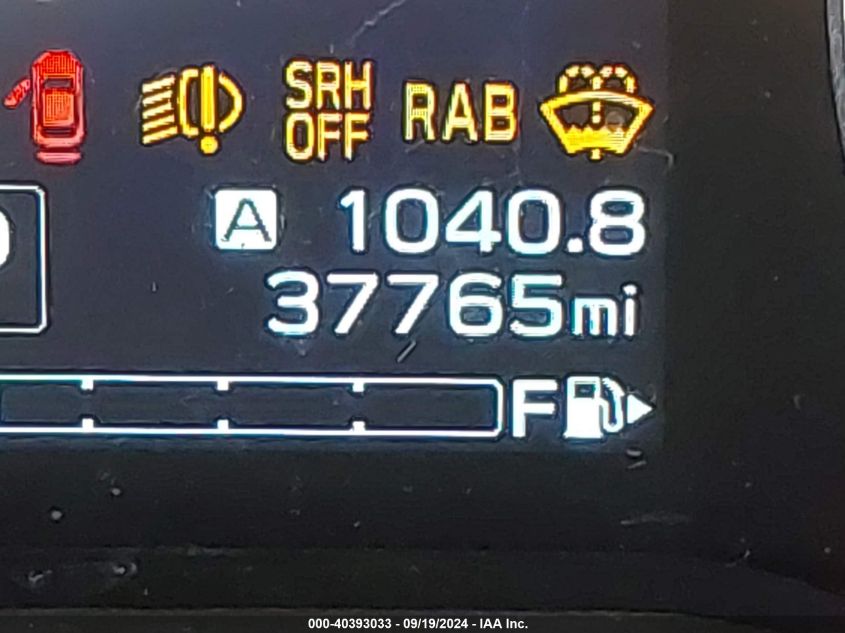 SRH OFF RAB
A 1040.8
37765mi
F
000-40393033 - 09/19/2024 - IAA Inc.